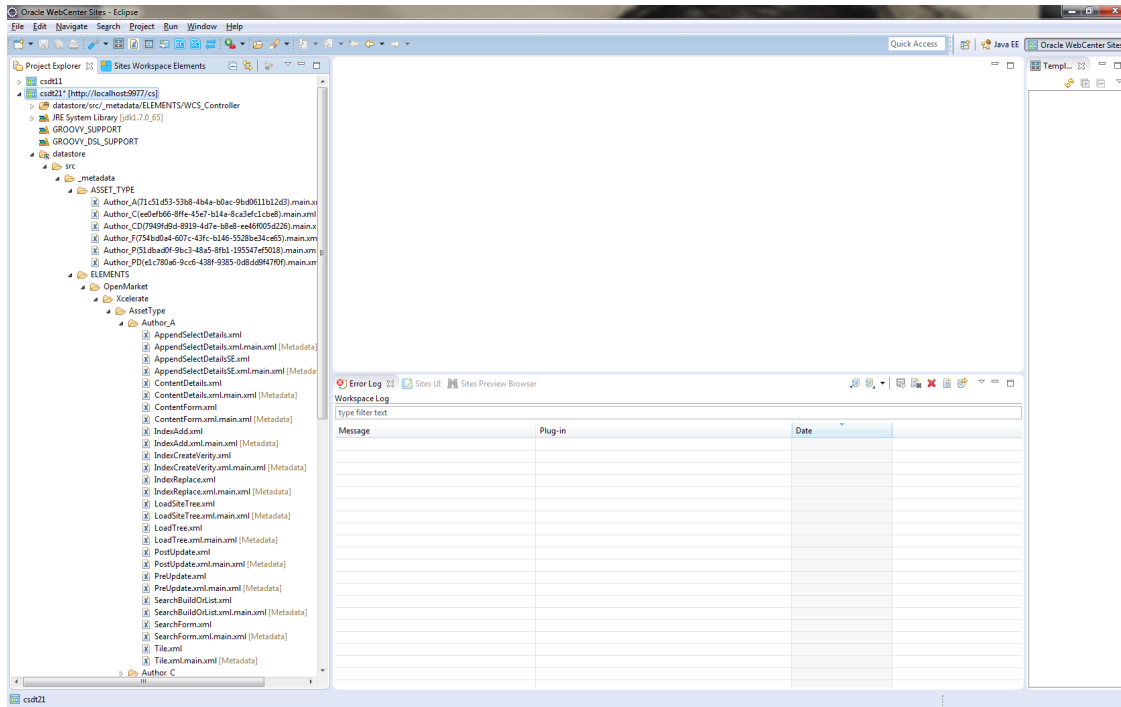 Oracle WebCenter Sites - Eclipse
File Edit Navigate Search Project Run Window Help
Quick Access Java EE Oracle WebCenter Sites
Project Explorer Sites Workspace Elements
csdt11
csdt21* [http://localhost:9977/cs]
datastore/src/_metadata/ELEMENTS/WCS_Controller
JRE System Library [jdk1.7.0_65]
GROOVY_SUPPORT
GROOVY_DSL_SUPPORT
datastore
src
_metadata
ASSET_TYPE
Author_A(71c51d53-53b8-4b4a-b0ac-9bd0611b12d3).main.x
Author_C(ee0efb66-8ffe-45e7-b14a-8ca3efc1cbe8).main.xml
Author_CD(7949fd9d-8919-4d7e-b8e8-ee46f005d226).main.x
Author_F(754bd0a4-607c-43fc-b146-5528be34ce65).main.xm
Author_P(51dbad0f-9bc3-48a5-8fb1-195547ef5018).main.xm
Author_PD(e1c780a6-9cc6-438f-9385-0d8dd9f47f0f).main.xm
ELEMENTS
OpenMarket
Xcelerate
AssetType
Author_A
AppendSelectDetails.xml
AppendSelectDetails.xml.main.xml [Metadata]
AppendSelectDetailsSE.xml
AppendSelectDetailsSE.xml.main.xml [Metada
ContentDetails.xml
ContentDetails.xml.main.xml [Metadata]
ContentForm.xml
ContentForm.xml.main.xml [Metadata]
IndexAdd.xml
IndexAdd.xml.main.xml [Metadata]
IndexCreateVerity.xml
IndexCreateVerity.xml.main.xml [Metadata]
IndexReplace.xml
IndexReplace.xml.main.xml [Metadata]
LoadSiteTree.xml
LoadSiteTree.xml.main.xml [Metadata]
LoadTree.xml
LoadTree.xml.main.xml [Metadata]
PostUpdate.xml
PostUpdate.xml.main.xml [Metadata]
PreUpdate.xml
PreUpdate.xml.main.xml [Metadata]
SearchBuildOrList.xml
SearchBuildOrList.xml.main.xml [Metadata]
SearchForm.xml
SearchForm.xml.main.xml [Metadata]
Tile.xml
Tile.xml.main.xml [Metadata]
Author_C
csdt21
Error Log Sites UI Sites Preview Browser
Workspace Log
type filter text
Message Plug-in Date
Templ...